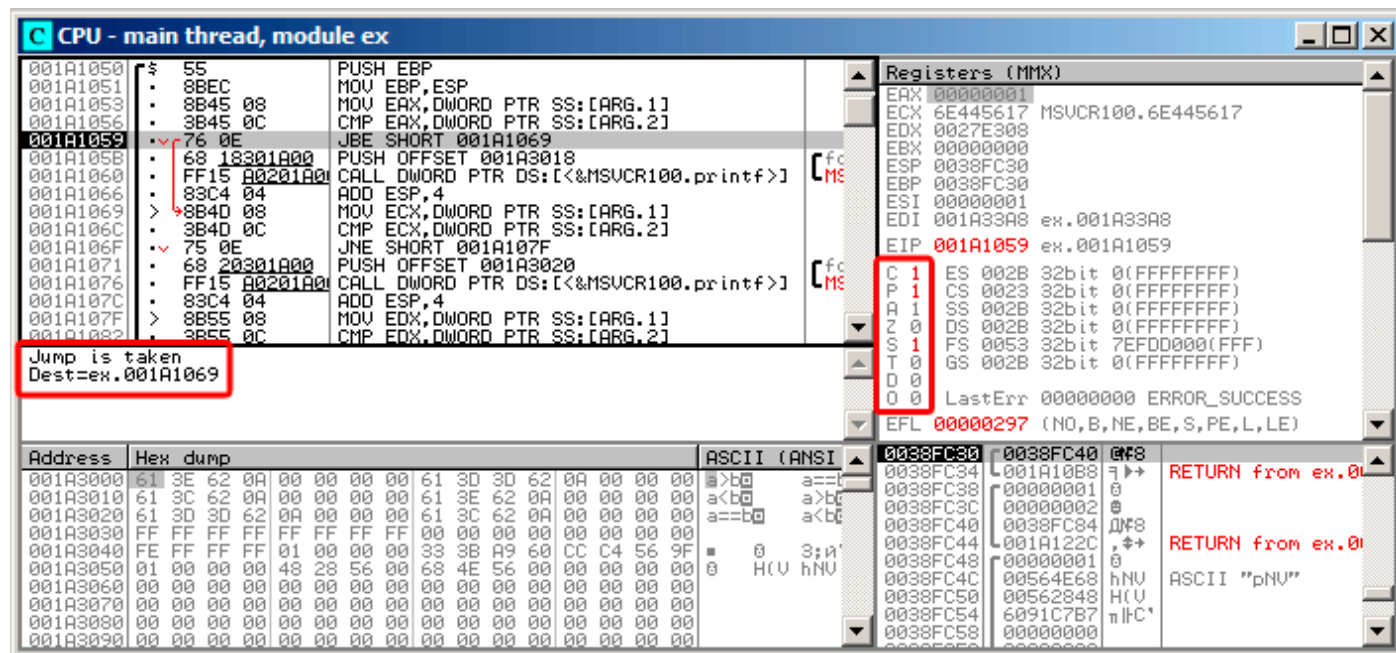 C CPU - main thread, module ex
001A1050 $ 55 PUSH EBP
001A1051 . 8BEC MOV EBP,ESP
001A1053 . 8B45 08 MOV EAX,DWORD PTR SS:[ARG.1]
001A1056 . 3B45 0C CMP EAX,DWORD PTR SS:[ARG.2]
001A1059 . 76 0E JBE SHORT 001A1069
001A105B . 68 18301A00 PUSH OFFSET 001A3018
001A1060 . FF15 A0201A0 CALL DWORD PTR DS:[<&MSVCR100.printf>]
001A1066 . 83C4 04 ADD ESP,4
001A1069 > 8B4D 08 MOV ECX,DWORD PTR SS:[ARG.1]
001A106C . 3B4D 0C CMP ECX,DWORD PTR SS:[ARG.2]
001A106F . 75 0E JNE SHORT 001A107F
001A1071 . 68 20301A00 PUSH OFFSET 001A3020
001A1076 . FF15 A0201A0 CALL DWORD PTR DS:[<&MSVCR100.printf>]
001A107C . 83C4 04 ADD ESP,4
001A107F > 8B55 08 MOV EDX,DWORD PTR SS:[ARG.1]
001A1082 . 3B55 0C CMP EDX,DWORD PTR SS:[ARG.2]
Jump is taken
Dest=ex.001A1069
Registers (MMX)
EAX 00000001
ECX 6E445617 MSVCR100.6E445617
EDX 0027E308
EBX 00000000
ESP 0038FC30
EBP 0038FC30
ESI 00000001
EDI 001A33A8 ex.001A33A8
EIP 001A1059 ex.001A1059
C 1 ES 002B 32bit 0(FFFFFFFF)
P 1 CS 0023 32bit 0(FFFFFFFF)
A 1 SS 002B 32bit 0(FFFFFFFF)
Z 0 DS 002B 32bit 0(FFFFFFFF)
S 1 FS 0053 32bit 7EFDD000(FFF)
T 0 GS 002B 32bit 0(FFFFFFFF)
D 0
O 0 LastErr 00000000 ERROR_SUCCESS
EFL 00000297 (NO,B,NE,BE,S,PE,L,LE)
Address Hex dump ASCII (ANSI
001A3000 61 3E 62 0A 00 00 00 00 61 3D 3D 62 0A 00 00 00 a>b a==b
001A3010 61 3C 62 0A 00 00 00 00 61 3E 62 0A 00 00 00 00 a<b a>b
001A3020 61 3D 3D 62 0A 00 00 00 61 3C 62 0A 00 00 00 00 a==b a<b
001A3030 FF FF FF FF FF FF FF FF 00 00 00 00 00 00 00 00
001A3040 FE FF FF FF 01 00 00 00 33 3B A9 60 CC C4 56 9F
001A3050 01 00 00 00 48 28 56 00 68 4E 56 00 00 00 00 00 H(V hNV
001A3060 00 00 00 00 00 00 00 00 00 00 00 00 00 00 00 00
001A3070 00 00 00 00 00 00 00 00 00 00 00 00 00 00 00 00
001A3080 00 00 00 00 00 00 00 00 00 00 00 00 00 00 00 00
001A3090 00 00 00 00 00 00 00 00 00 00 00 00 00 00 00 00
0038FC30 0038FC40
0038FC34 001A10B8 RETURN from ex.0
0038FC38 00000001
0038FC3C 00000002
0038FC40 0038FC84
0038FC44 001A122C RETURN from ex.0
0038FC48 00000001
0038FC4C 00564E68 hNV ASCII "pNV"
0038FC50 00562848 H(V
0038FC54 6091C7B7
0038FC58 00000000